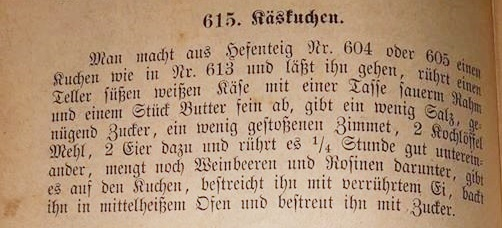 615. Käskuchen.
Man macht aus Hefenteig Nr. 604 oder 605 einen
Kuchen wie in Nr. 613 und läßt ihn gehen, rührt einen
Teller süßen weißen Käse mit einer Tasse sauerm Rahm
und einem Stück Butter fein ab, gibt ein wenig Salz, ge-
nügend Zucker, ein wenig gestoßenen Zimmet, 2 Kochlöffel
Mehl, 2 Eier dazu und rührt es 1/4 Stunde gut unterein-
ander, mengt noch Weinbeeren und Rosinen darunter, gibt
es auf den Kuchen, bestreicht ihn mit verrührtem Ei, backt
ihn in mittelheißem Ofen und bestreut ihn mit Zucker.